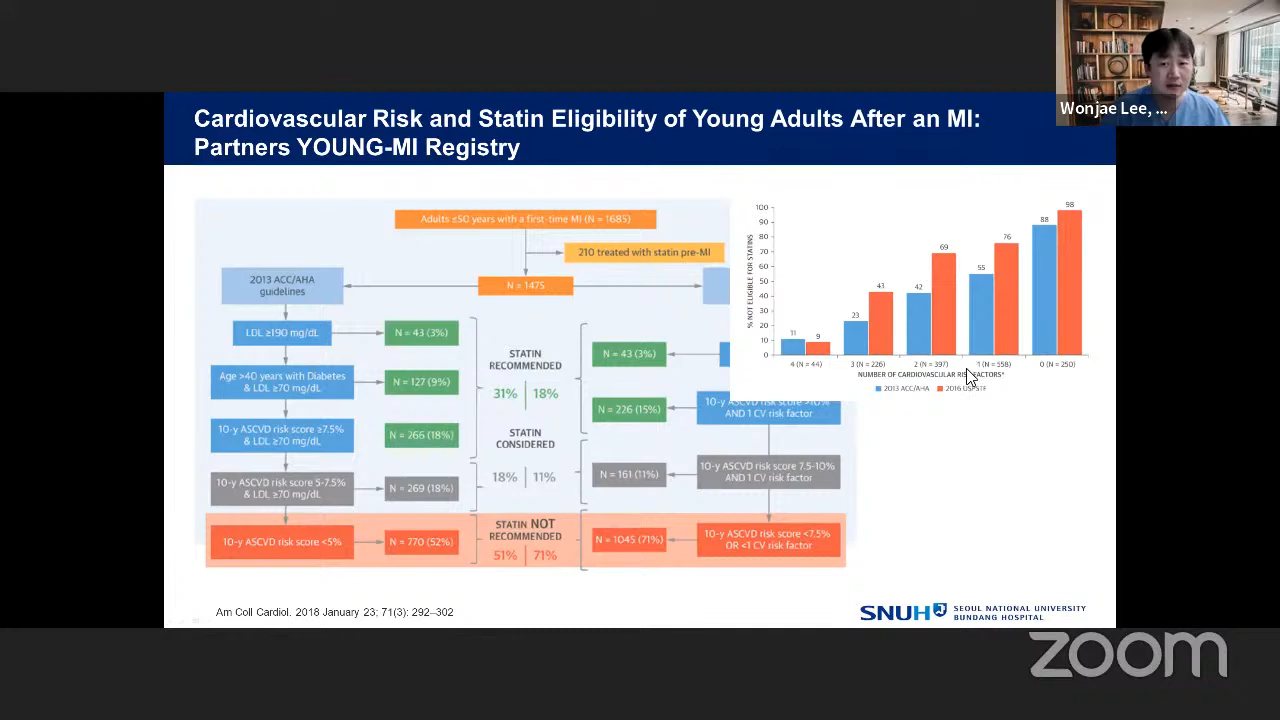 Wonjae Lee, ...
Cardiovascular Risk and Statin Eligibility of Young Adults After an MI:
Partners YOUNG-MI Registry
Adults ≤50 years with a first-time MI (N = 1685)
210 treated with statin pre-MI
2013 ACC/AHA
guidelines
N = 1475
LDL ≥190 mg/dL
N = 43 (3%)
Age >40 years with Diabetes
& LDL ≥70 mg/dL
N = 127 (9%)
10-y ASCVD risk score ≥7.5%
& LDL ≥70 mg/dL
N = 266 (18%)
10-y ASCVD risk score 5-7.5%
& LDL ≥70 mg/dL
N = 269 (18%)
10-y ASCVD risk score <5%
N = 770 (52%)
STATIN
RECOMMENDED
31% 18%
STATIN
CONSIDERED
18% 11%
STATIN NOT
RECOMMENDED
51% 71%
N = 43 (3%)
N = 226 (15%)
10-y ASCVD risk score >10%
AND 1 CV risk factor
N = 161 (11%)
10-y ASCVD risk score 7.5-10%
AND 1 CV risk factor
N = 1045 (71%)
10-y ASCVD risk score <7.5%
OR <1 CV risk factor
% NOT ELIGIBLE FOR STATINS
100
90
80
70
60
50
40
30
20
10
0
11 9
23 43
42 69
55 76
88 98
4 (N = 44) 3 (N = 226) 2 (N = 397) 1 (N = 558) 0 (N = 250)
NUMBER OF CARDIOVASCULAR RISK FACTORS*
2013 ACC/AHA 2016 USPSTF
Am Coll Cardiol. 2018 January 23; 71(3): 292–302
SNUH
SEOUL NATIONAL UNIVERSITY
BUNDANG HOSPITAL
zoom